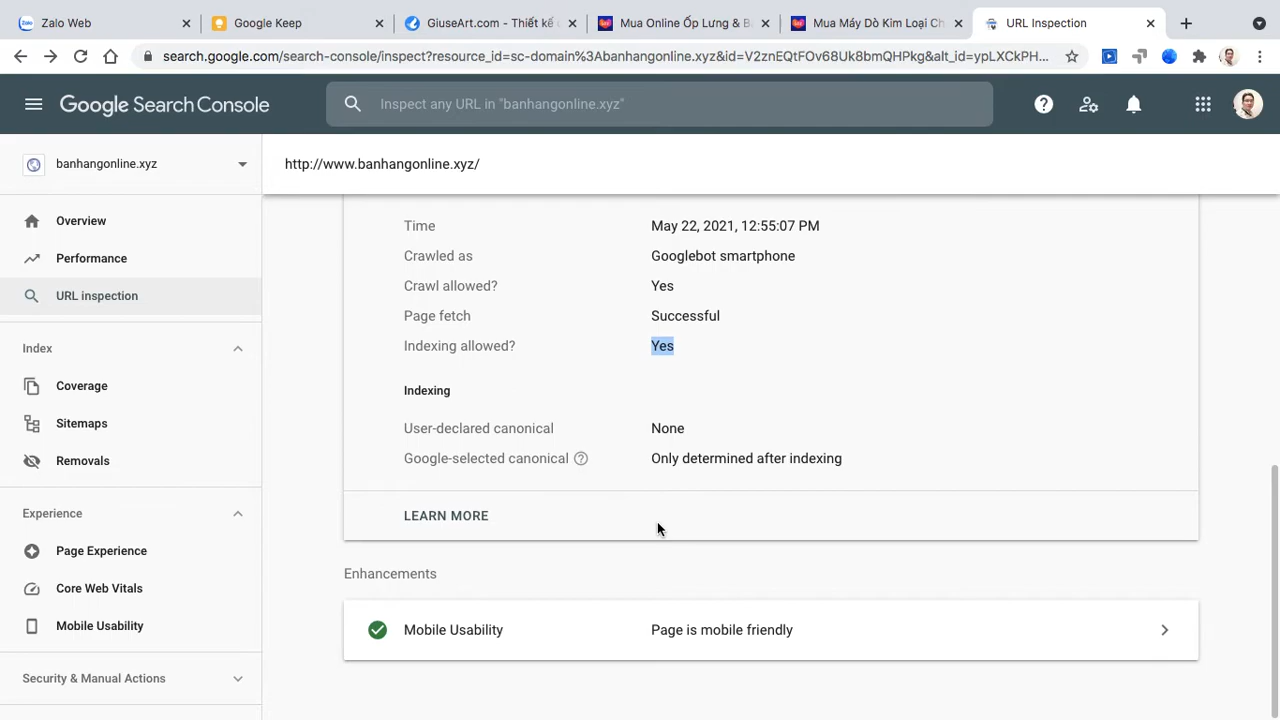 Zalo Web
Google Keep
GiuseArt.com - Thiết kế
Mua Online Ốp Lưng & B
Mua Máy Dò Kim Loại Ch
URL Inspection
search.google.com/search-console/inspect?resource_id=sc-domain%3Abanhangonline.xyz&id=V2znEQtFOv68Uk8bmQHPkg&alt_id=ypLXCkPH...
Google Search Console
Inspect any URL in "banhangonline.xyz"
banhangonline.xyz
http://www.banhangonline.xyz/
Overview
Performance
URL inspection
Index
Coverage
Sitemaps
Removals
Experience
Page Experience
Core Web Vitals
Mobile Usability
Security & Manual Actions
Time May 22, 2021, 12:55:07 PM
Crawled as Googlebot smartphone
Crawl allowed? Yes
Page fetch Successful
Indexing allowed? Yes
Indexing
User-declared canonical None
Google-selected canonical Only determined after indexing
LEARN MORE
Enhancements
Mobile Usability Page is mobile friendly